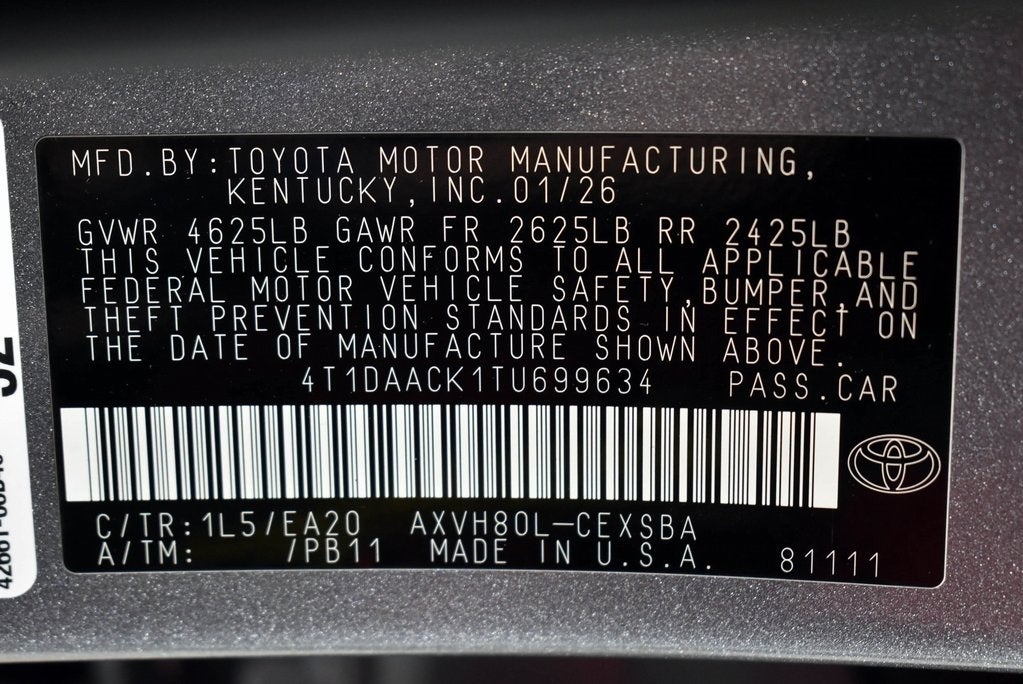 MFD.BY:TOYOTA MOTOR MANUFACTURING,
KENTUCKY,INC.01/26
GVWR 4625LB GAWR FR 2625LB RR 2425LB
THIS VEHICLE CONFORMS TO ALL APPLICABLE
FEDERAL MOTOR VEHICLE SAFETY,BUMPER,AND
THEFT PREVENTION STANDARDS IN EFFECT ON
THE DATE OF MANUFACTURE SHOWN ABOVE.
4T1DAACK1TU699634 PASS.CAR
C/TR:1L5/EA20 AXVH80L-CEXSBA
A/TM: /PB11 MADE IN U.S.A. 81111